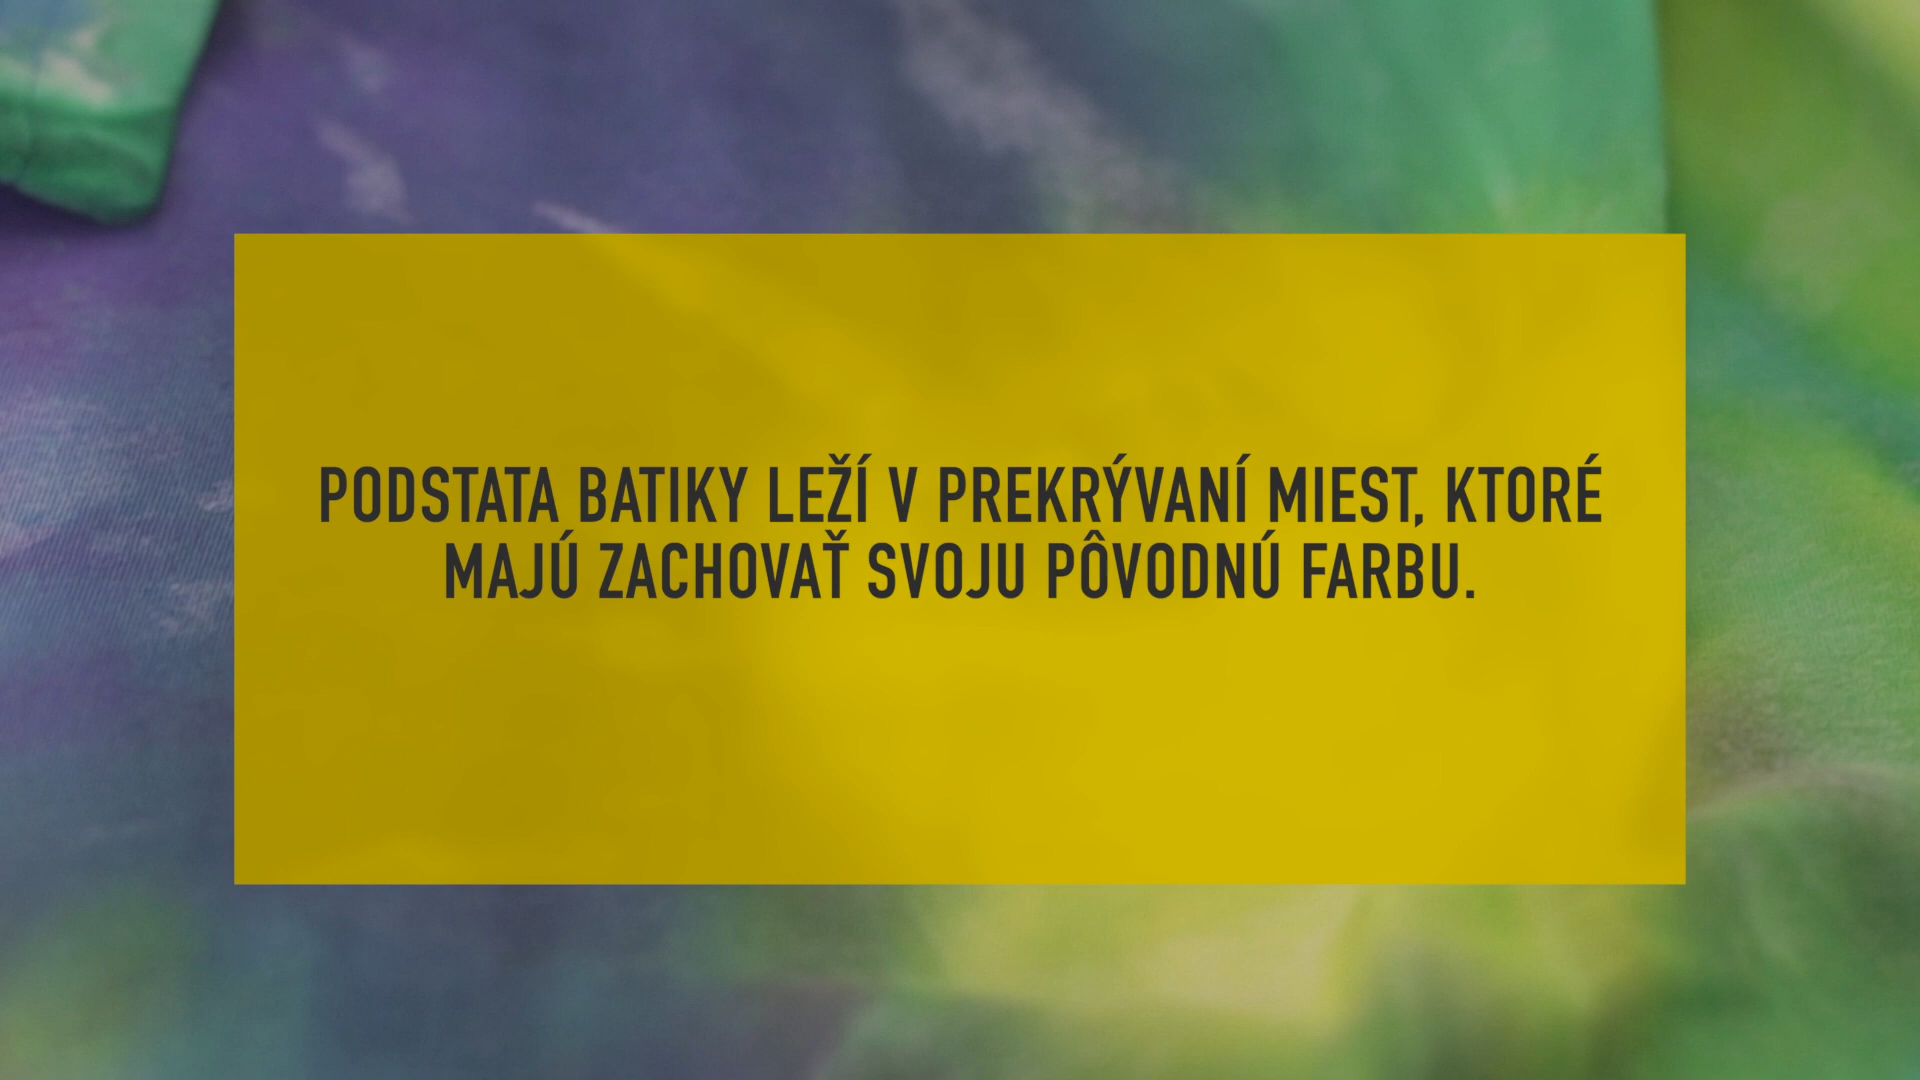 PODSTATA BATIKY LEŽÍ V PREKRÝVANÍ MIEST, KTORÉ
MAJÚ ZACHOVAŤ SVOJU PÔVODNÚ FARBU.